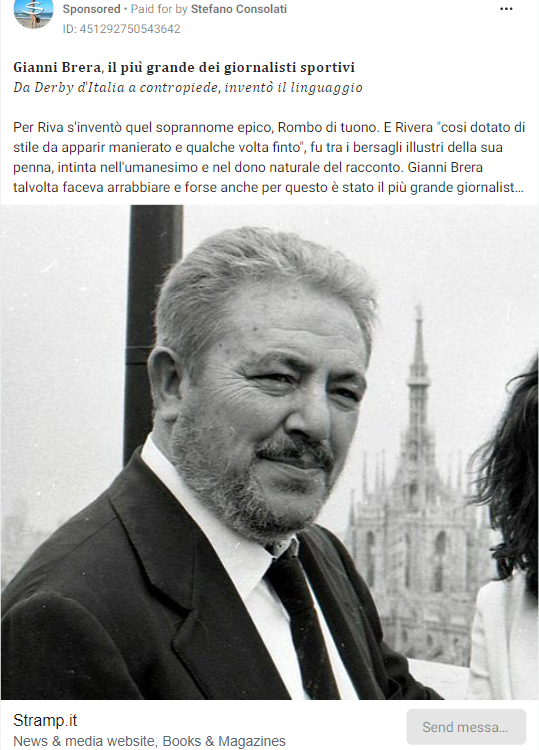 Sponsored • Paid for by Stefano Consolati
ID: 451292750543642
Gianni Brera, il più grande dei giornalisti sportivi
Da Derby d'Italia a contropiede, inventò il linguaggio
Per Riva s'inventò quel soprannome epico, Rombo di tuono. E Rivera "cosi dotato di
stile da apparir manierato e qualche volta finto", fu tra i bersagli illustri della sua
penna, intinta nell'umanesimo e nel dono naturale del racconto. Gianni Brera
talvolta faceva arrabbiare e forse anche per questo è stato il più grande giornalist...
Stramp.it
News & media website, Books & Magazines
Send messa...